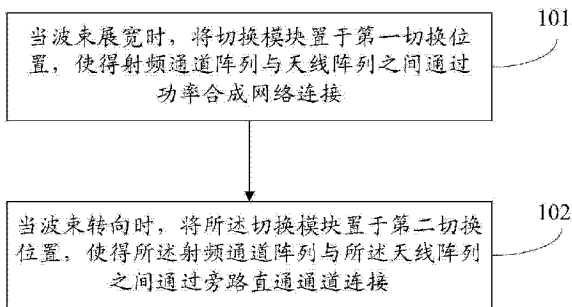 当波束展宽时，将切换模块置于第一切换位
置，使得射频通道阵列与天线阵列之间通过
功率合成网络连接
101
当波束转向时，将所述切换模块置于第二切换
位置，使得所述射频通道阵列与所述天线阵列
之间通过旁路直通通道连接
102